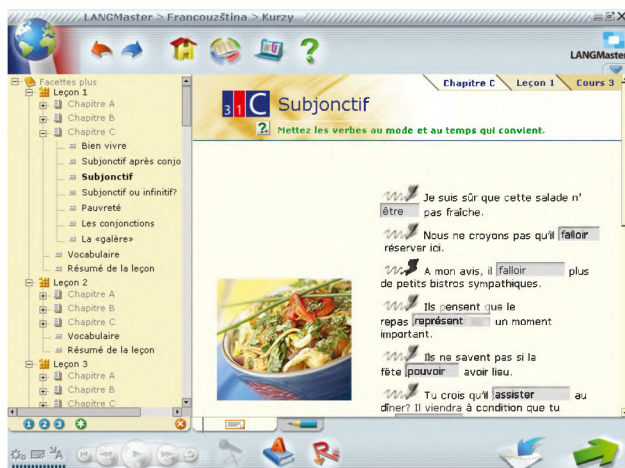 LANGMaster > Francouzština > Kurzy
LANGMaster
Facettes plus
Leçon 1
Chapitre A
Chapitre B
Chapitre C
Bien vivre
Subjonctif après conjo
Subjonctif
Subjonctif ou infinitif?
Pauvreté
Les conjonctions
La «galère»
Vocabulaire
Résumé de la leçon
Leçon 2
Chapitre A
Chapitre B
Chapitre C
Vocabulaire
Résumé de la leçon
Leçon 3
Chapitre A
Chapitre B
Chapitre C
1 2 3
Chapitre C Leçon 1 Cours 3
3 1 C Subjonctif
Mettez les verbes au mode et au temps qui convient.
Je suis sûr que cette salade n'
être pas fraîche.
Nous ne croyons pas qu'il falloir
réserver ici.
A mon avis, il falloir plus
de petits bistros sympathiques.
Ils pensent que le
repas représent un moment
important.
Ils ne savent pas si la
fête pouvoir avoir lieu.
Tu crois qu'il assister au
dîner? Il viendra à condition que tu